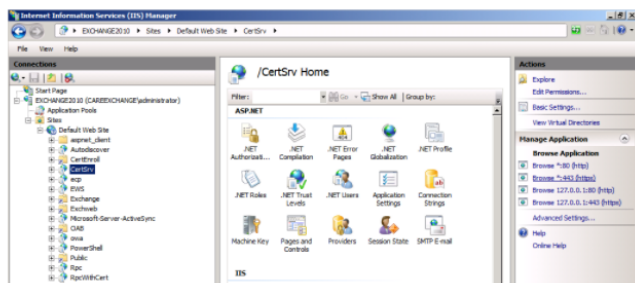 Internet Information Services (IIS) Manager
EXCHANGE2010 ▸ Sites ▸ Default Web Site ▸ CertSrv ▸
File View Help
Connections
Start Page
EXCHANGE2010 (CAREEXCHANGE\administrator)
Application Pools
Sites
Default Web Site
aspnet_client
Autodiscover
CertEnroll
CertSrv
ecp
EWS
Exchange
Exchweb
Microsoft-Server-ActiveSync
OAB
owa
PowerShell
Public
Rpc
RpcWithCert
/CertSrv Home
Filter: Go Show All Group by:
ASP.NET
.NET Authorizati...
.NET Compilation
.NET Error Pages
.NET Globalization
.NET Profile
.NET Roles
.NET Trust Levels
.NET Users
Application Settings
Connection Strings
Machine Key
Pages and Controls
Providers
Session State
SMTP E-mail
IIS
Actions
Explore
Edit Permissions...
Basic Settings...
View Virtual Directories
Manage Application
Browse Application
Browse *:80 (http)
Browse *:443 (https)
Browse 127.0.0.1:80 (http)
Browse 127.0.0.1:443 (https)
Advanced Settings...
Help
Online Help